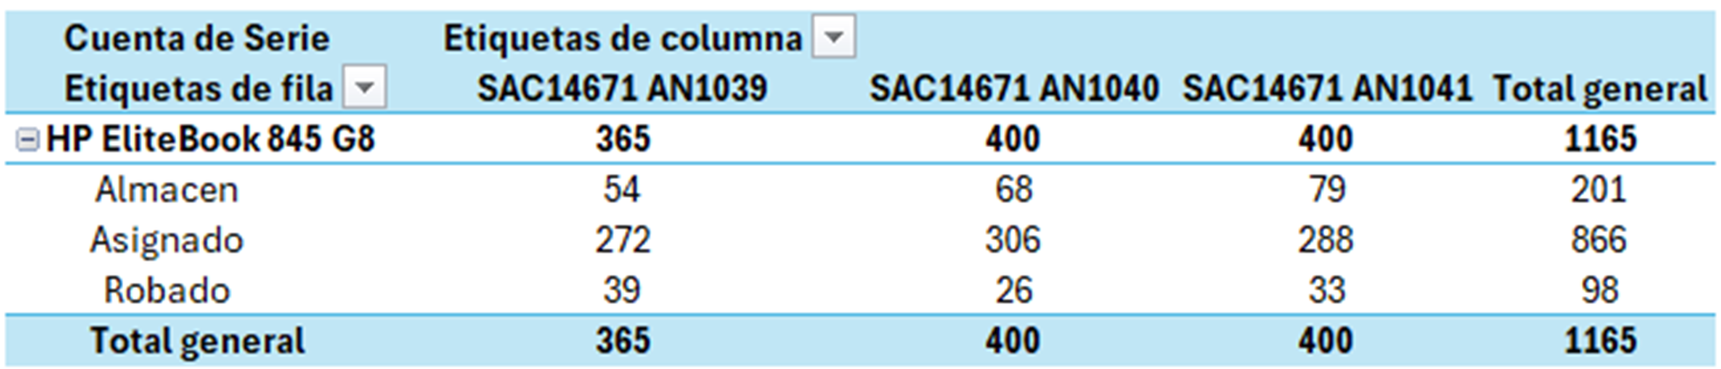 Cuenta de Serie Etiquetas de columna
Etiquetas de fila SAC14671 AN1039 SAC14671 AN1040 SAC14671 AN1041 Total general
HP EliteBook 845 G8 365 400 400 1165
Almacen 54 68 79 201
Asignado 272 306 288 866
Robado 39 26 33 98
Total general 365 400 400 1165